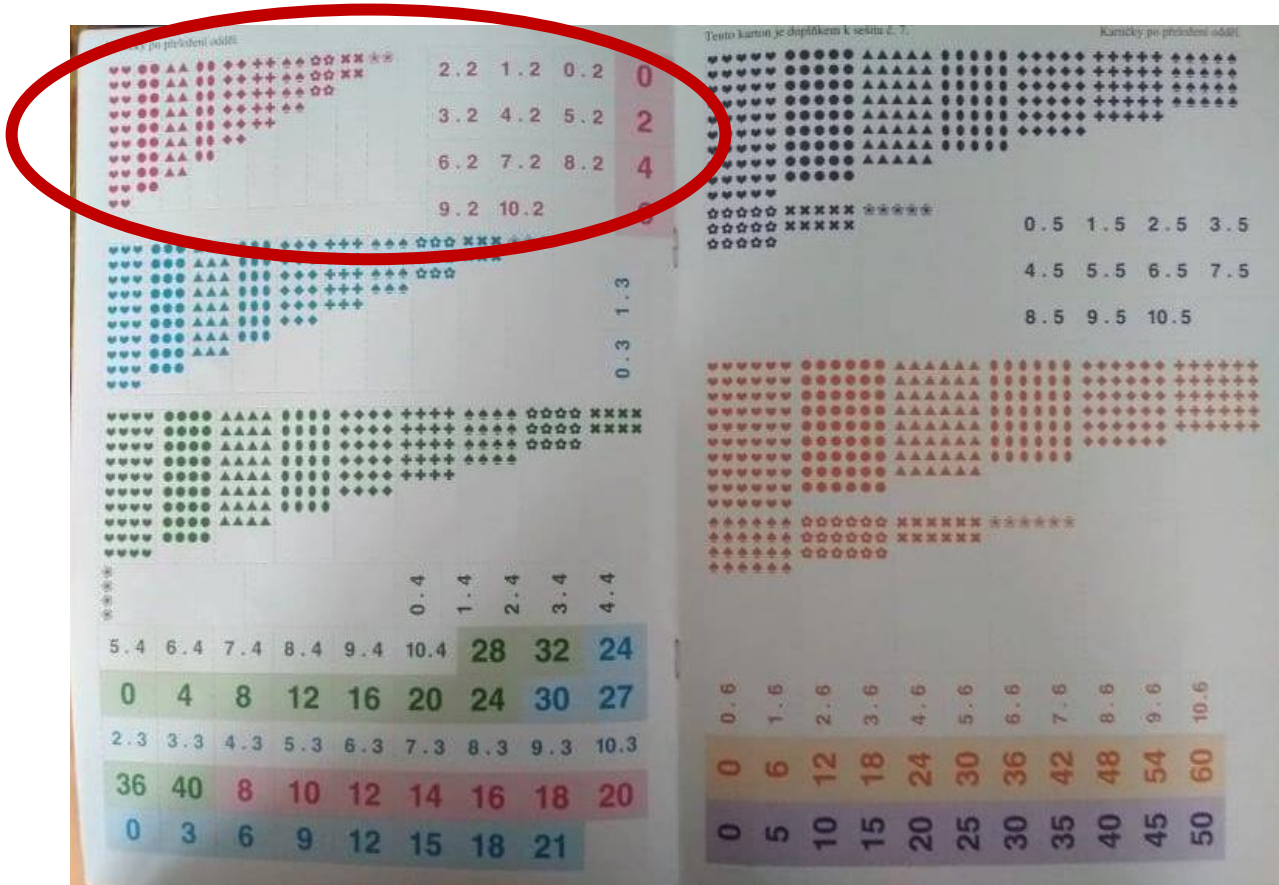 po přeložení odděl.
2.2 1.2 0.2 0
3.2 4.2 5.2 2
6.2 7.2 8.2 4
9.2 10.2
0.3 1.3
0.4 1.4 2.4 3.4 4.4
5.4 6.4 7.4 8.4 9.4 10.4 28 32 24
0 4 8 12 16 20 24 30 27
2.3 3.3 4.3 5.3 6.3 7.3 8.3 9.3 10.3
36 40 8 10 12 14 16 18 20
0 3 6 9 12 15 18 21
Tento karton je doplňkem k sešitu č. 7.
Kartičky po přeložení odděl.
0.5 1.5 2.5 3.5
4.5 5.5 6.5 7.5
8.5 9.5 10.5
0.6 1.6 2.6 3.6 4.6 5.6 6.6 7.6 8.6 9.6 10.6
0 6 12 18 24 30 36 42 48 54 60
0 5 10 15 20 25 30 35 40 45 50